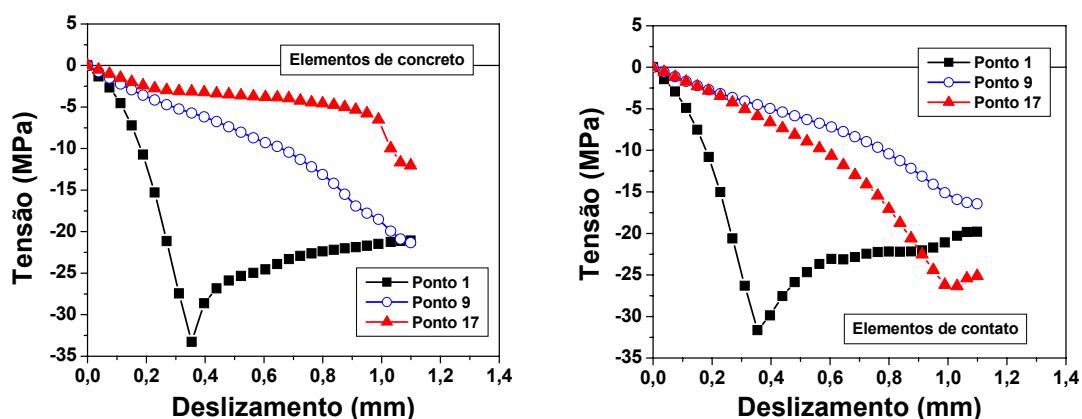 5
0
-5
-10
-15
-20
-25
-30
-35
Tensão (MPa)
Elementos de concreto
Ponto 1
Ponto 9
Ponto 17
0,0 0,2 0,4 0,6 0,8 1,0 1,2 1,4
Deslizamento (mm)
5
0
-5
-10
-15
-20
-25
-30
-35
Tensão (MPa)
Ponto 1
Ponto 9
Ponto 17
Elementos de contato
0,0 0,2 0,4 0,6 0,8 1,0 1,2 1,4
Deslizamento (mm)